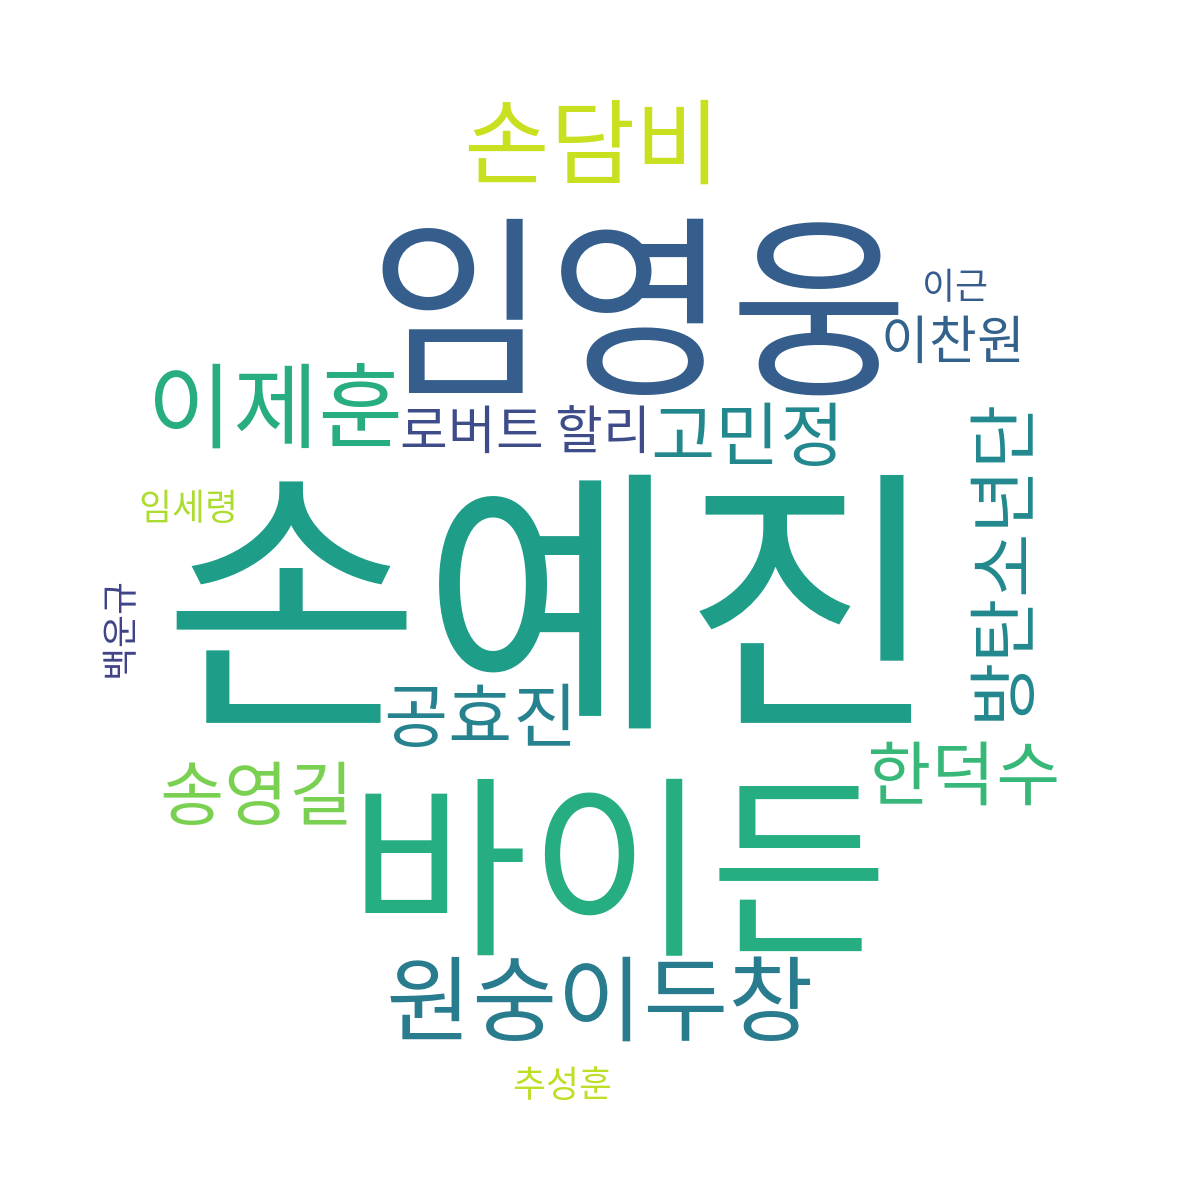 손담비
임영웅
이근
이찬원
이제훈
로버트 할리
고민정
방탄소년단
임세령
손예진
백운규
공효진
한덕수
송영길
바이든
원숭이두창
추성훈